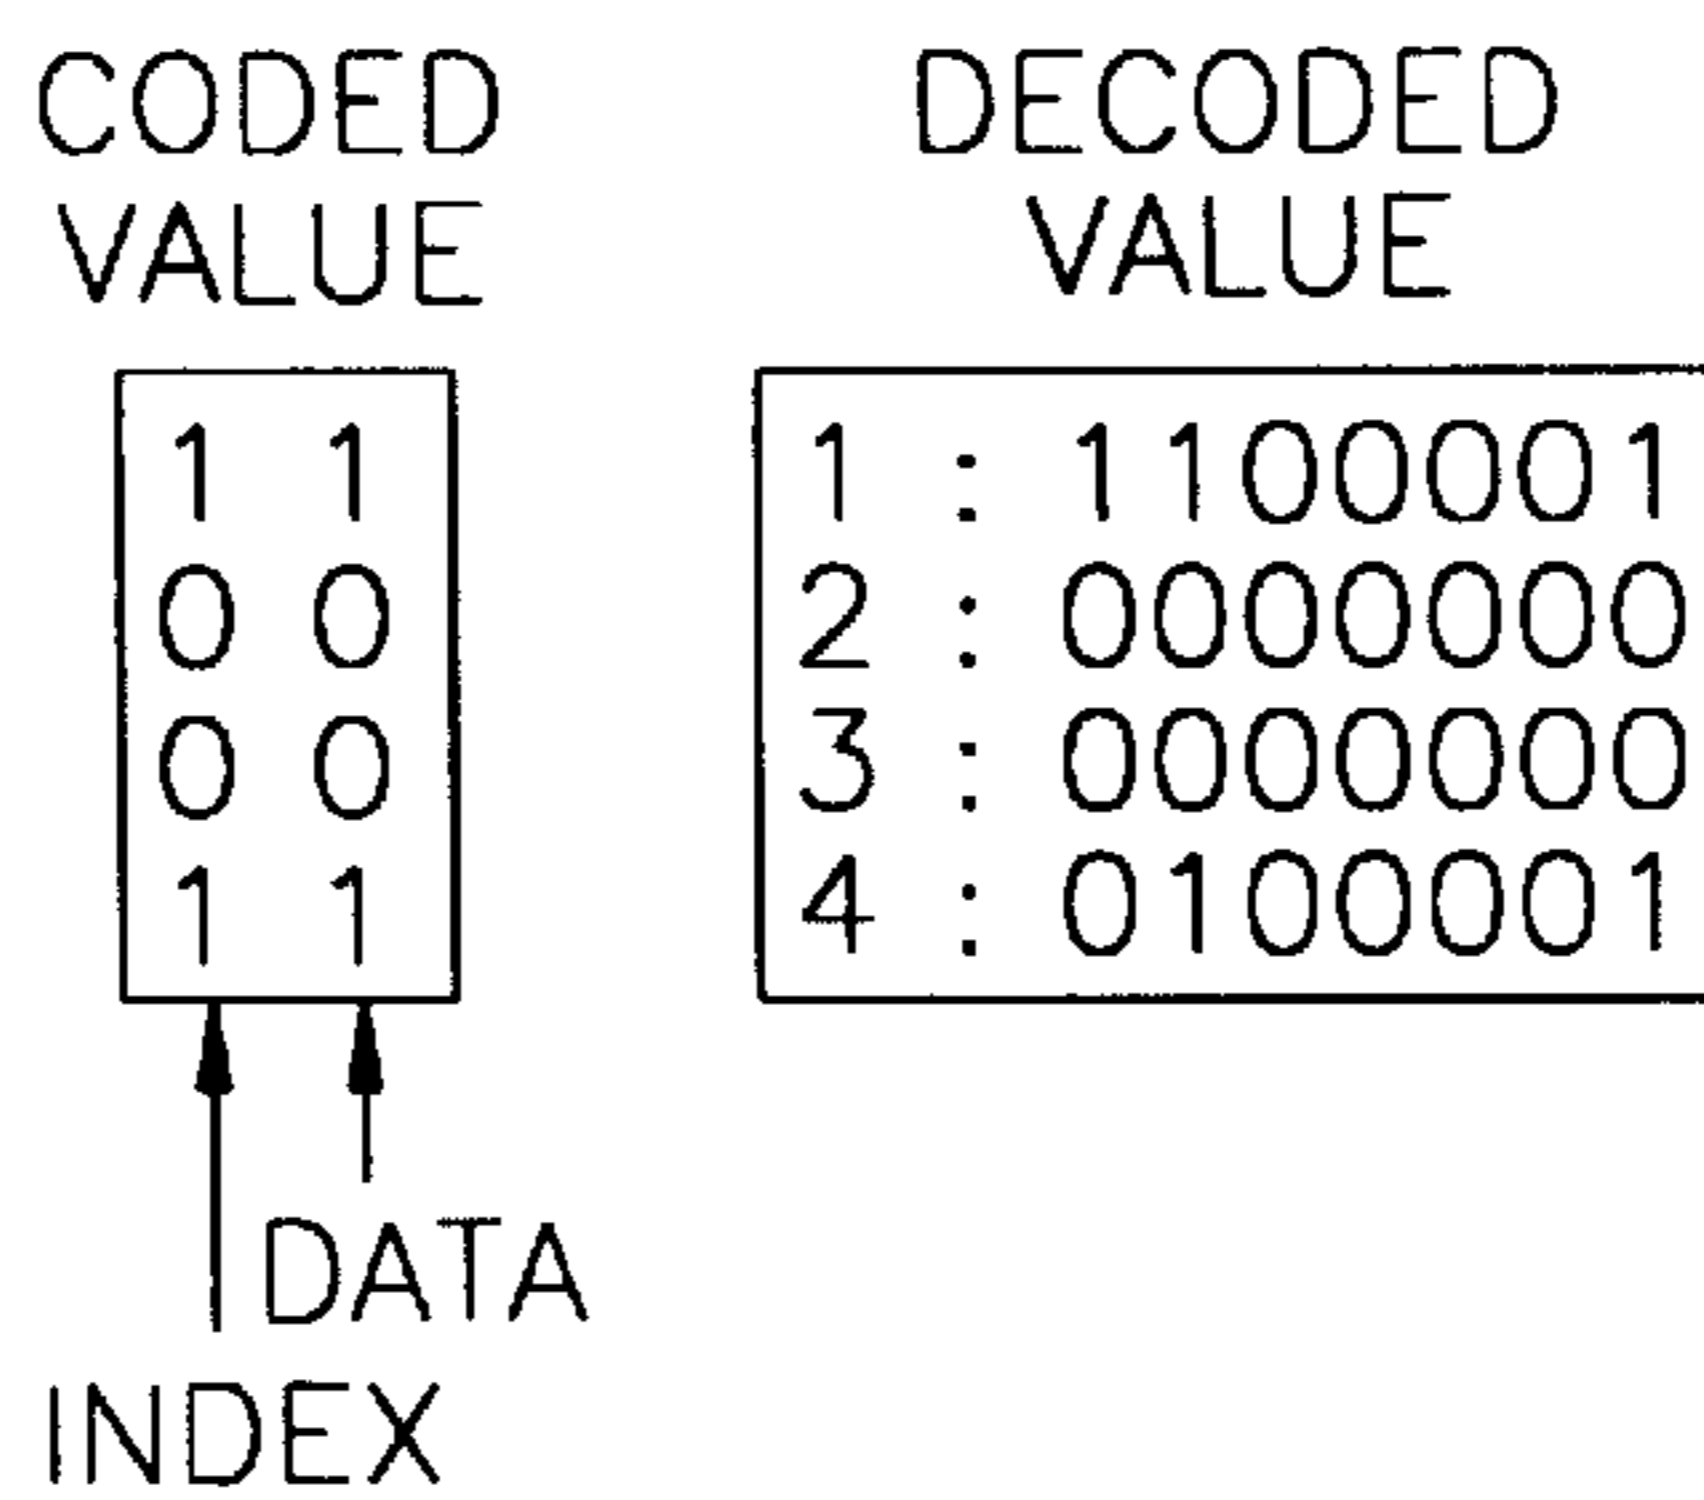 CODED
VALUE
1 1
0 0
0 0
1 1
DATA
INDEX
DECODED
VALUE
1 : 1100001
2 : 0000000
3 : 0000000
4 : 0100001